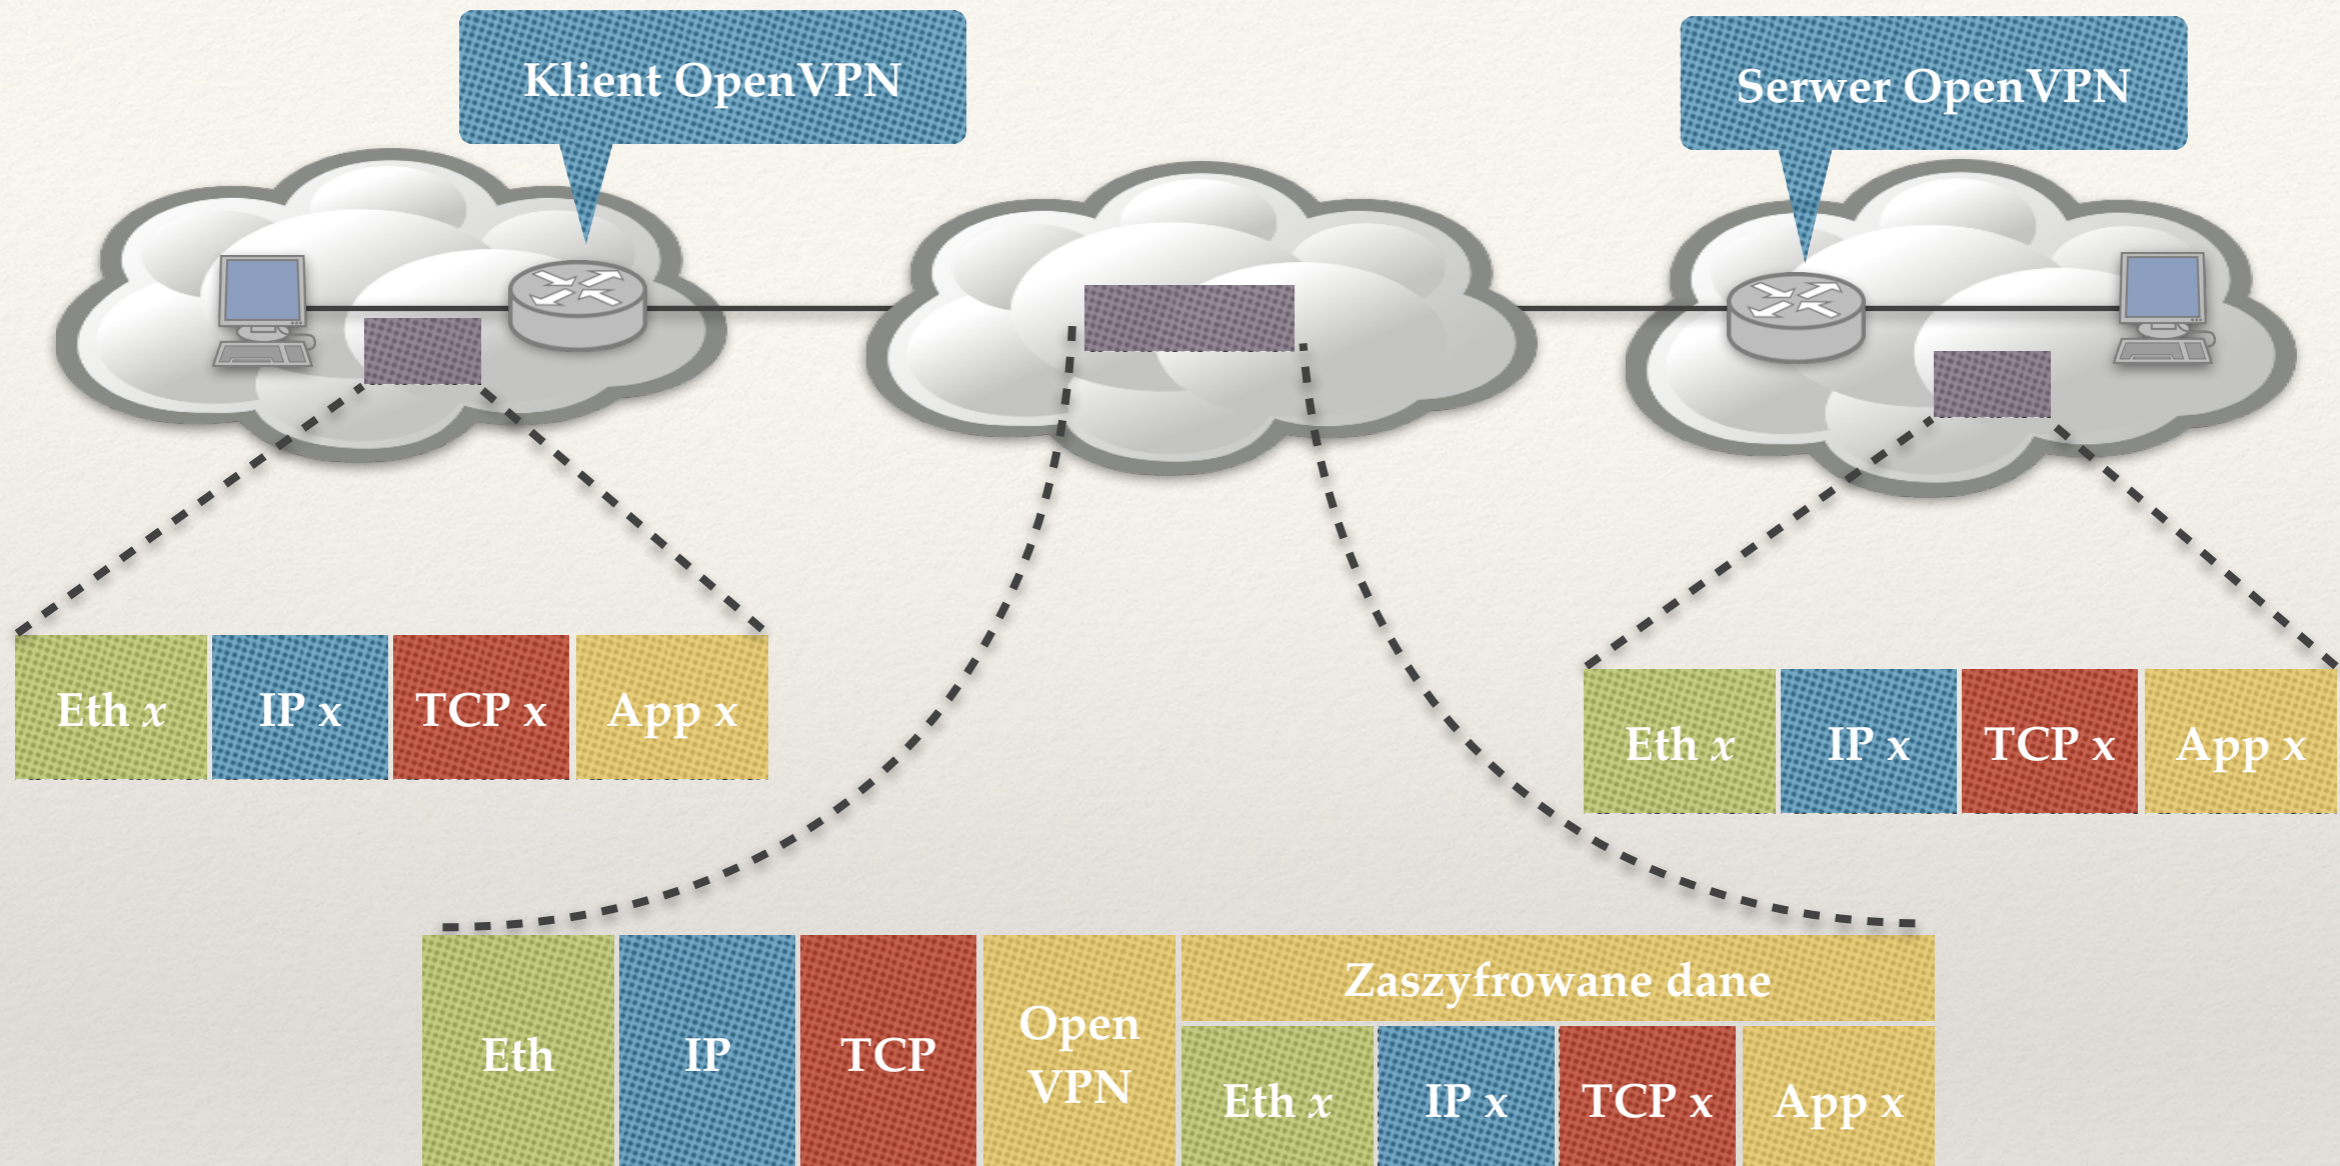 Klient OpenVPN
Serwer OpenVPN
Eth x
IP x
TCP x
App x
Eth x
IP x
TCP x
App x
Eth
IP
TCP
Open
VPN
Zaszyfrowane dane
Eth x
IP x
TCP x
App x